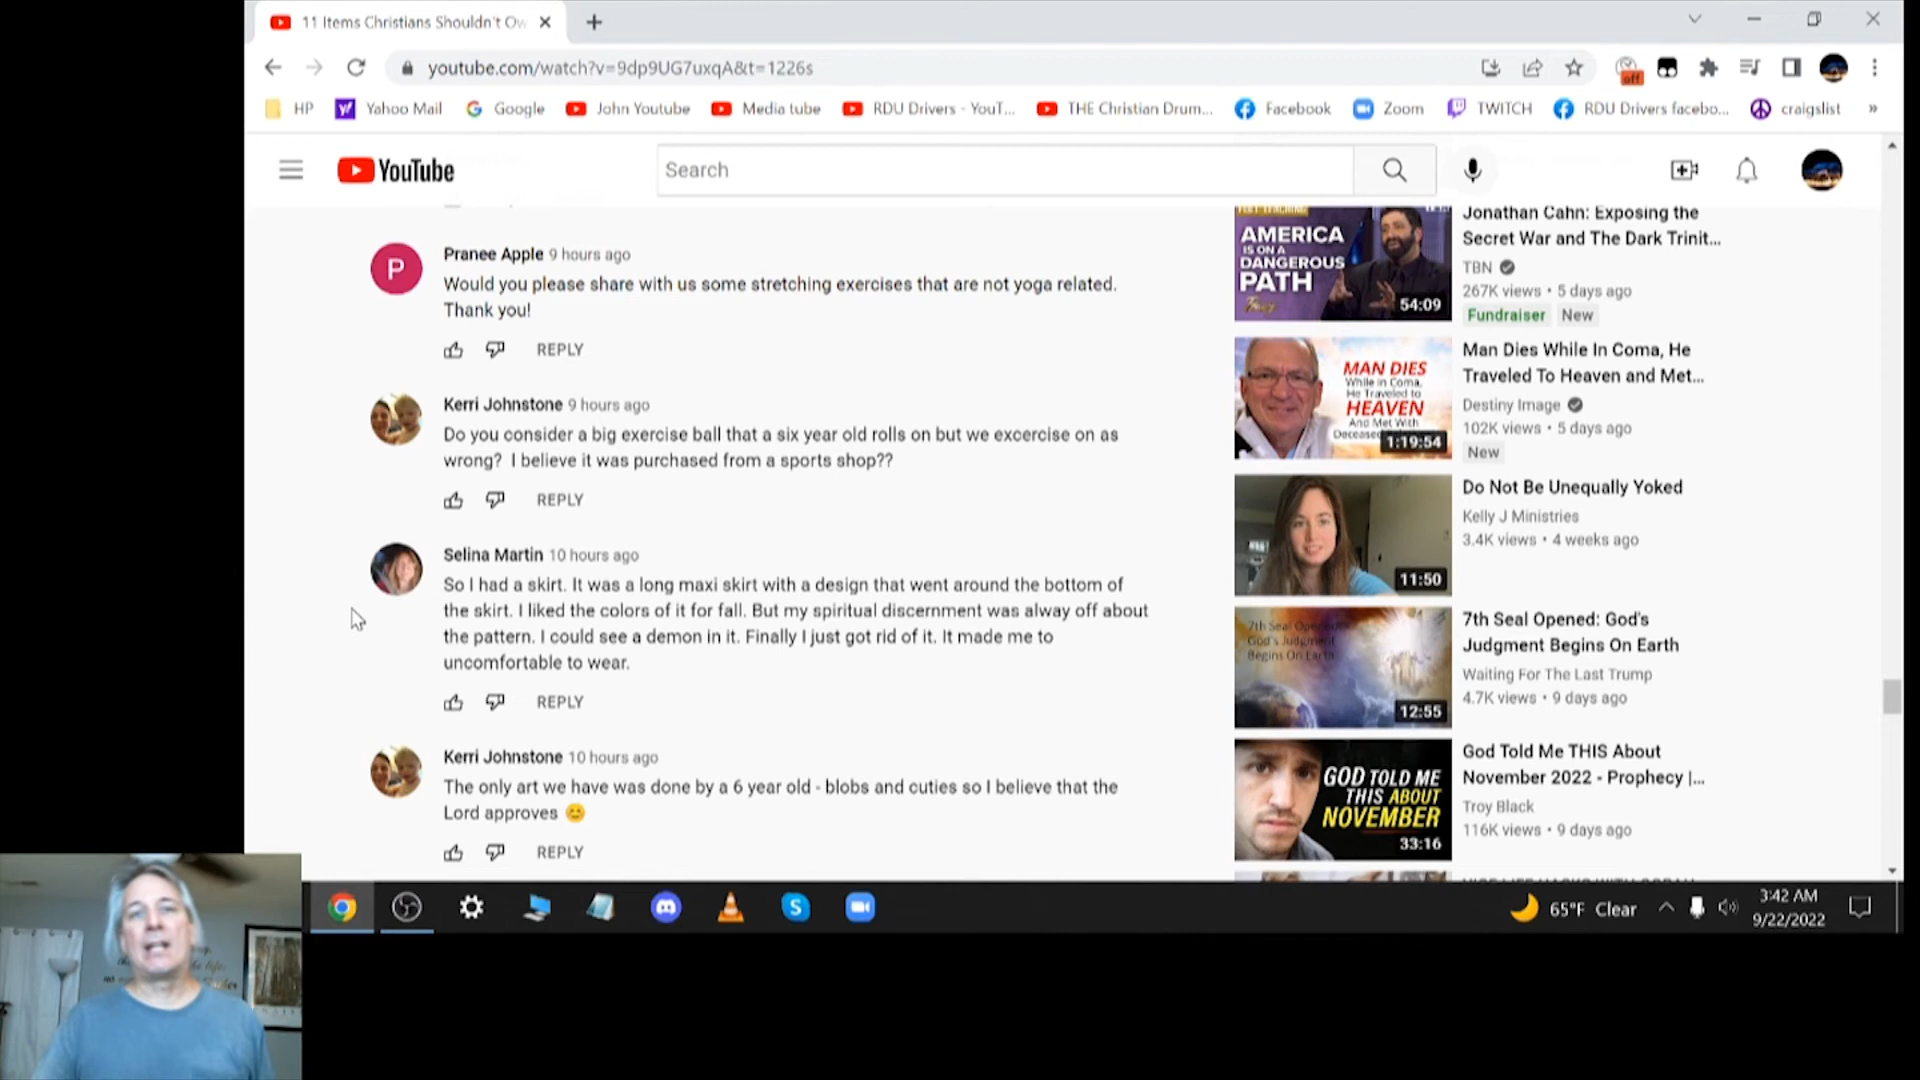 11 Items Christians Shouldn't Ow
youtube.com/watch?v=9dp9UG7uxqA&t=1226s
off
HP
Yahoo Mail
Google
John Youtube
Media tube
RDU Drivers - YouT...
THE Christian Drum...
Facebook
Zoom
TWITCH
RDU Drivers facebo...
craigslist
»
YouTube
Search
P
Pranee Apple 9 hours ago
Would you please share with us some stretching exercises that are not yoga related.
Thank you!
REPLY
Kerri Johnstone 9 hours ago
Do you consider a big exercise ball that a six year old rolls on but we excercise on as
wrong?  I believe it was purchased from a sports shop??
REPLY
Selina Martin 10 hours ago
So I had a skirt. It was a long maxi skirt with a design that went around the bottom of
the skirt. I liked the colors of it for fall. But my spiritual discernment was alway off about
the pattern. I could see a demon in it. Finally I just got rid of it. It made me to
uncomfortable to wear.
REPLY
Kerri Johnstone 10 hours ago
The only art we have was done by a 6 year old - blobs and cuties so I believe that the
Lord approves 😊
REPLY
AMERICA
IS ON A
DANGEROUS
PATH
54:09
Jonathan Cahn: Exposing the
Secret War and The Dark Trinit...
TBN
267K views • 5 days ago
Fundraiser New
MAN DIES
While in Coma,
He Traveled to
HEAVEN
And Met With
Deceased
1:19:54
Man Dies While In Coma, He
Traveled To Heaven and Met...
Destiny Image
102K views • 5 days ago
New
11:50
Do Not Be Unequally Yoked
Kelly J Ministries
3.4K views • 4 weeks ago
7th Seal Opened:
God's Judgment
Begins On Earth
12:55
7th Seal Opened: God's
Judgment Begins On Earth
Waiting For The Last Trump
4.7K views • 9 days ago
GOD TOLD ME
THIS ABOUT
NOVEMBER
33:16
God Told Me THIS About
November 2022 - Prophecy |...
Troy Black
116K views • 9 days ago
65°F Clear
3:42 AM
9/22/2022